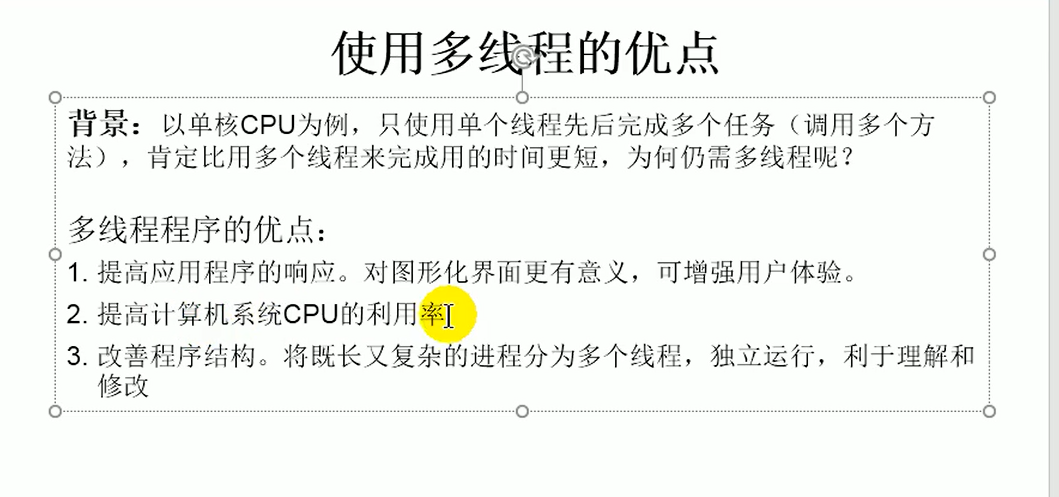 使用多线程的优点
背景：以单核CPU为例，只使用单个线程先后完成多个任务（调用多个方
法），肯定比用多个线程来完成用的时间更短，为何仍需多线程呢？
多线程程序的优点：
1. 提高应用程序的响应。对图形化界面更有意义，可增强用户体验。
2. 提高计算机系统CPU的利用率
3. 改善程序结构。将既长又复杂的进程分为多个线程，独立运行，利于理解和
修改